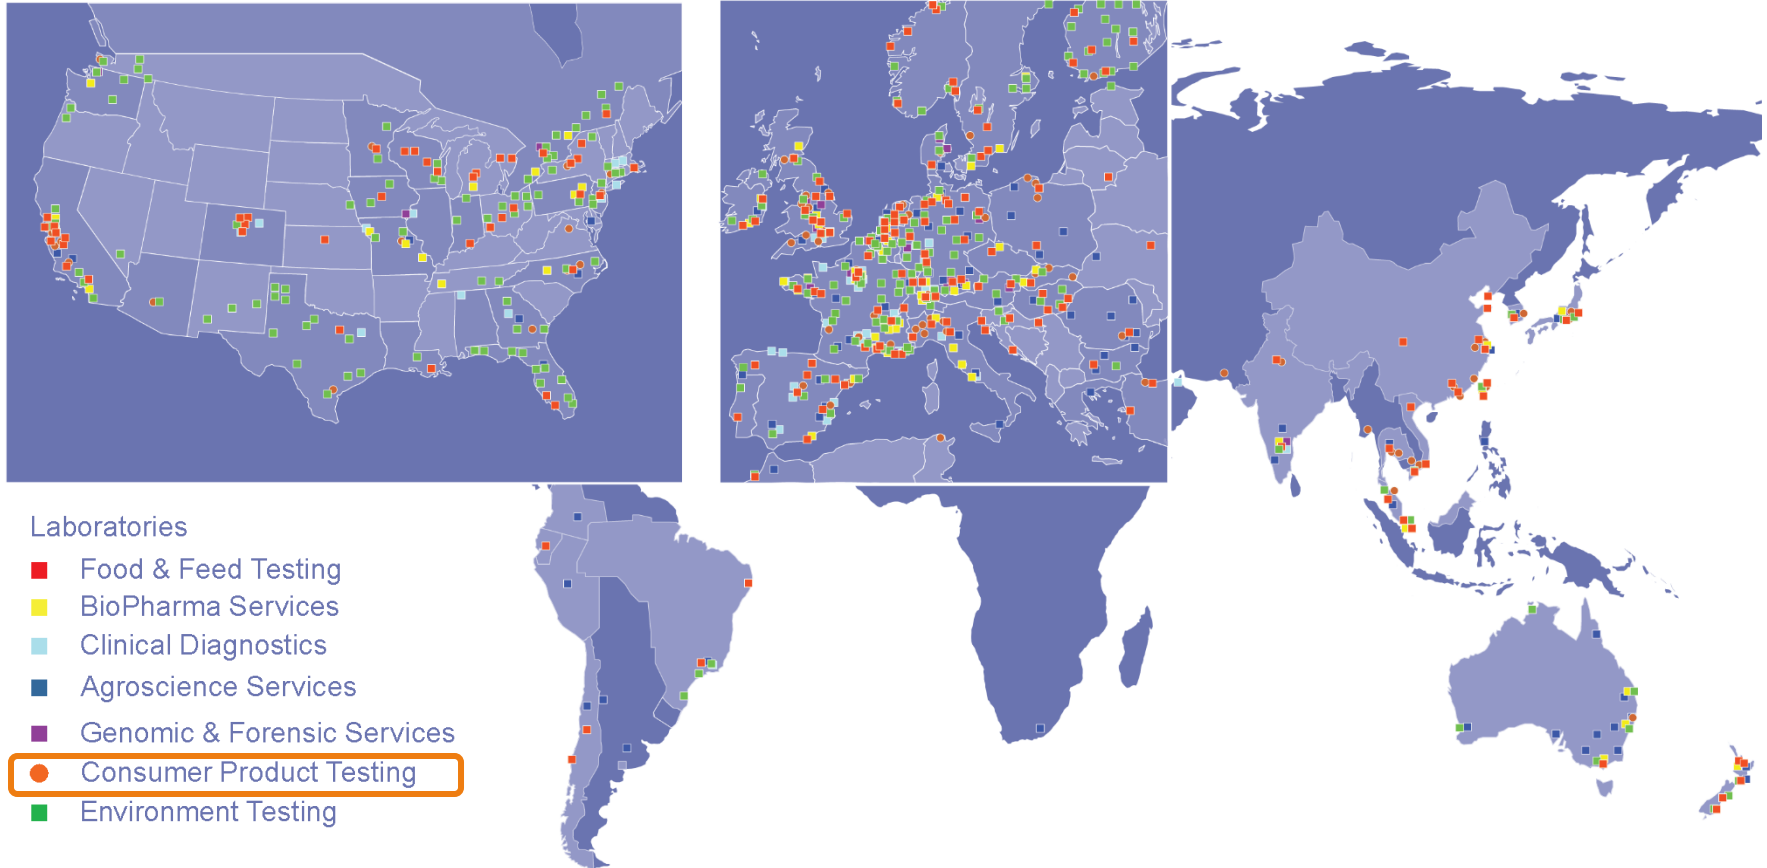 Laboratories
Food & Feed Testing
BioPharma Services
Clinical Diagnostics
Agroscience Services
Genomic & Forensic Services
Consumer Product Testing
Environment Testing